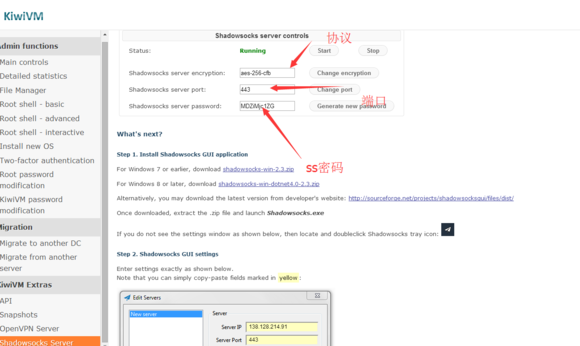 KiwiVM
dmin functions
Main controls
Detailed statistics
File Manager
Root shell - basic
Root shell - advanced
Root shell - interactive
Install new OS
Two-factor authentication
Root password
modification
KiwiVM password
modification
igration
Migrate to another DC
Migrate from another
server
iwiVM Extras
API
Snapshots
OpenVPN Server
Shadowsocks Server
Shadowsocks server controls
协议
Status:
Running
Start
Stop
Shadowsocks server encryption:
aes-256-cfb
Change encryption
Shadowsocks server port:
443
Change port
端口
Shadowsocks server password:
Generate new password
ss密码
What's next?
Step 1. Install Shadowsocks GUI application
For Windows 7 or earlier, download shadowsocks-win-2.3.zip
For Windows 8 or later, download shadowsocks-win-dotnet4.0-2.3.zip
Alternatively, you may download the latest version from developer's website: http://sourceforge.net/projects/shadowsocksgui/files/dist/
Once downloaded, extract the .zip file and launch Shadowsocks.exe
If you do not see the settings window as shown below, then locate and doubleclick Shadowsocks tray icon:
Step 2. Shadowsocks GUI settings
Enter settings exactly as shown below.
Note that you can simply copy-paste fields marked in yellow:
Edit Servers
New server
Server
Server IP
138.128.214.91
Server Port
443